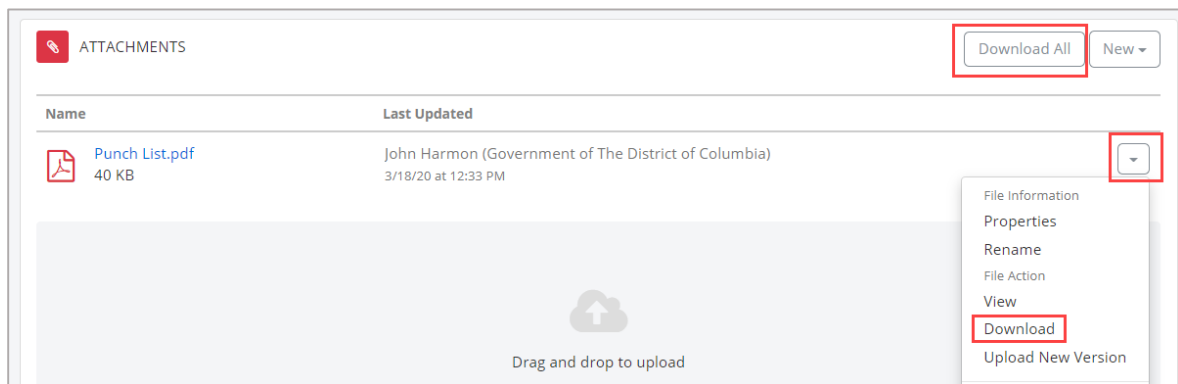 ATTACHMENTS
Download All
New
Name
Last Updated
Punch List.pdf
40 KB
John Harmon (Government of The District of Columbia)
3/18/20 at 12:33 PM
File Information
Properties
Rename
File Action
View
Download
Upload New Version
Drag and drop to upload